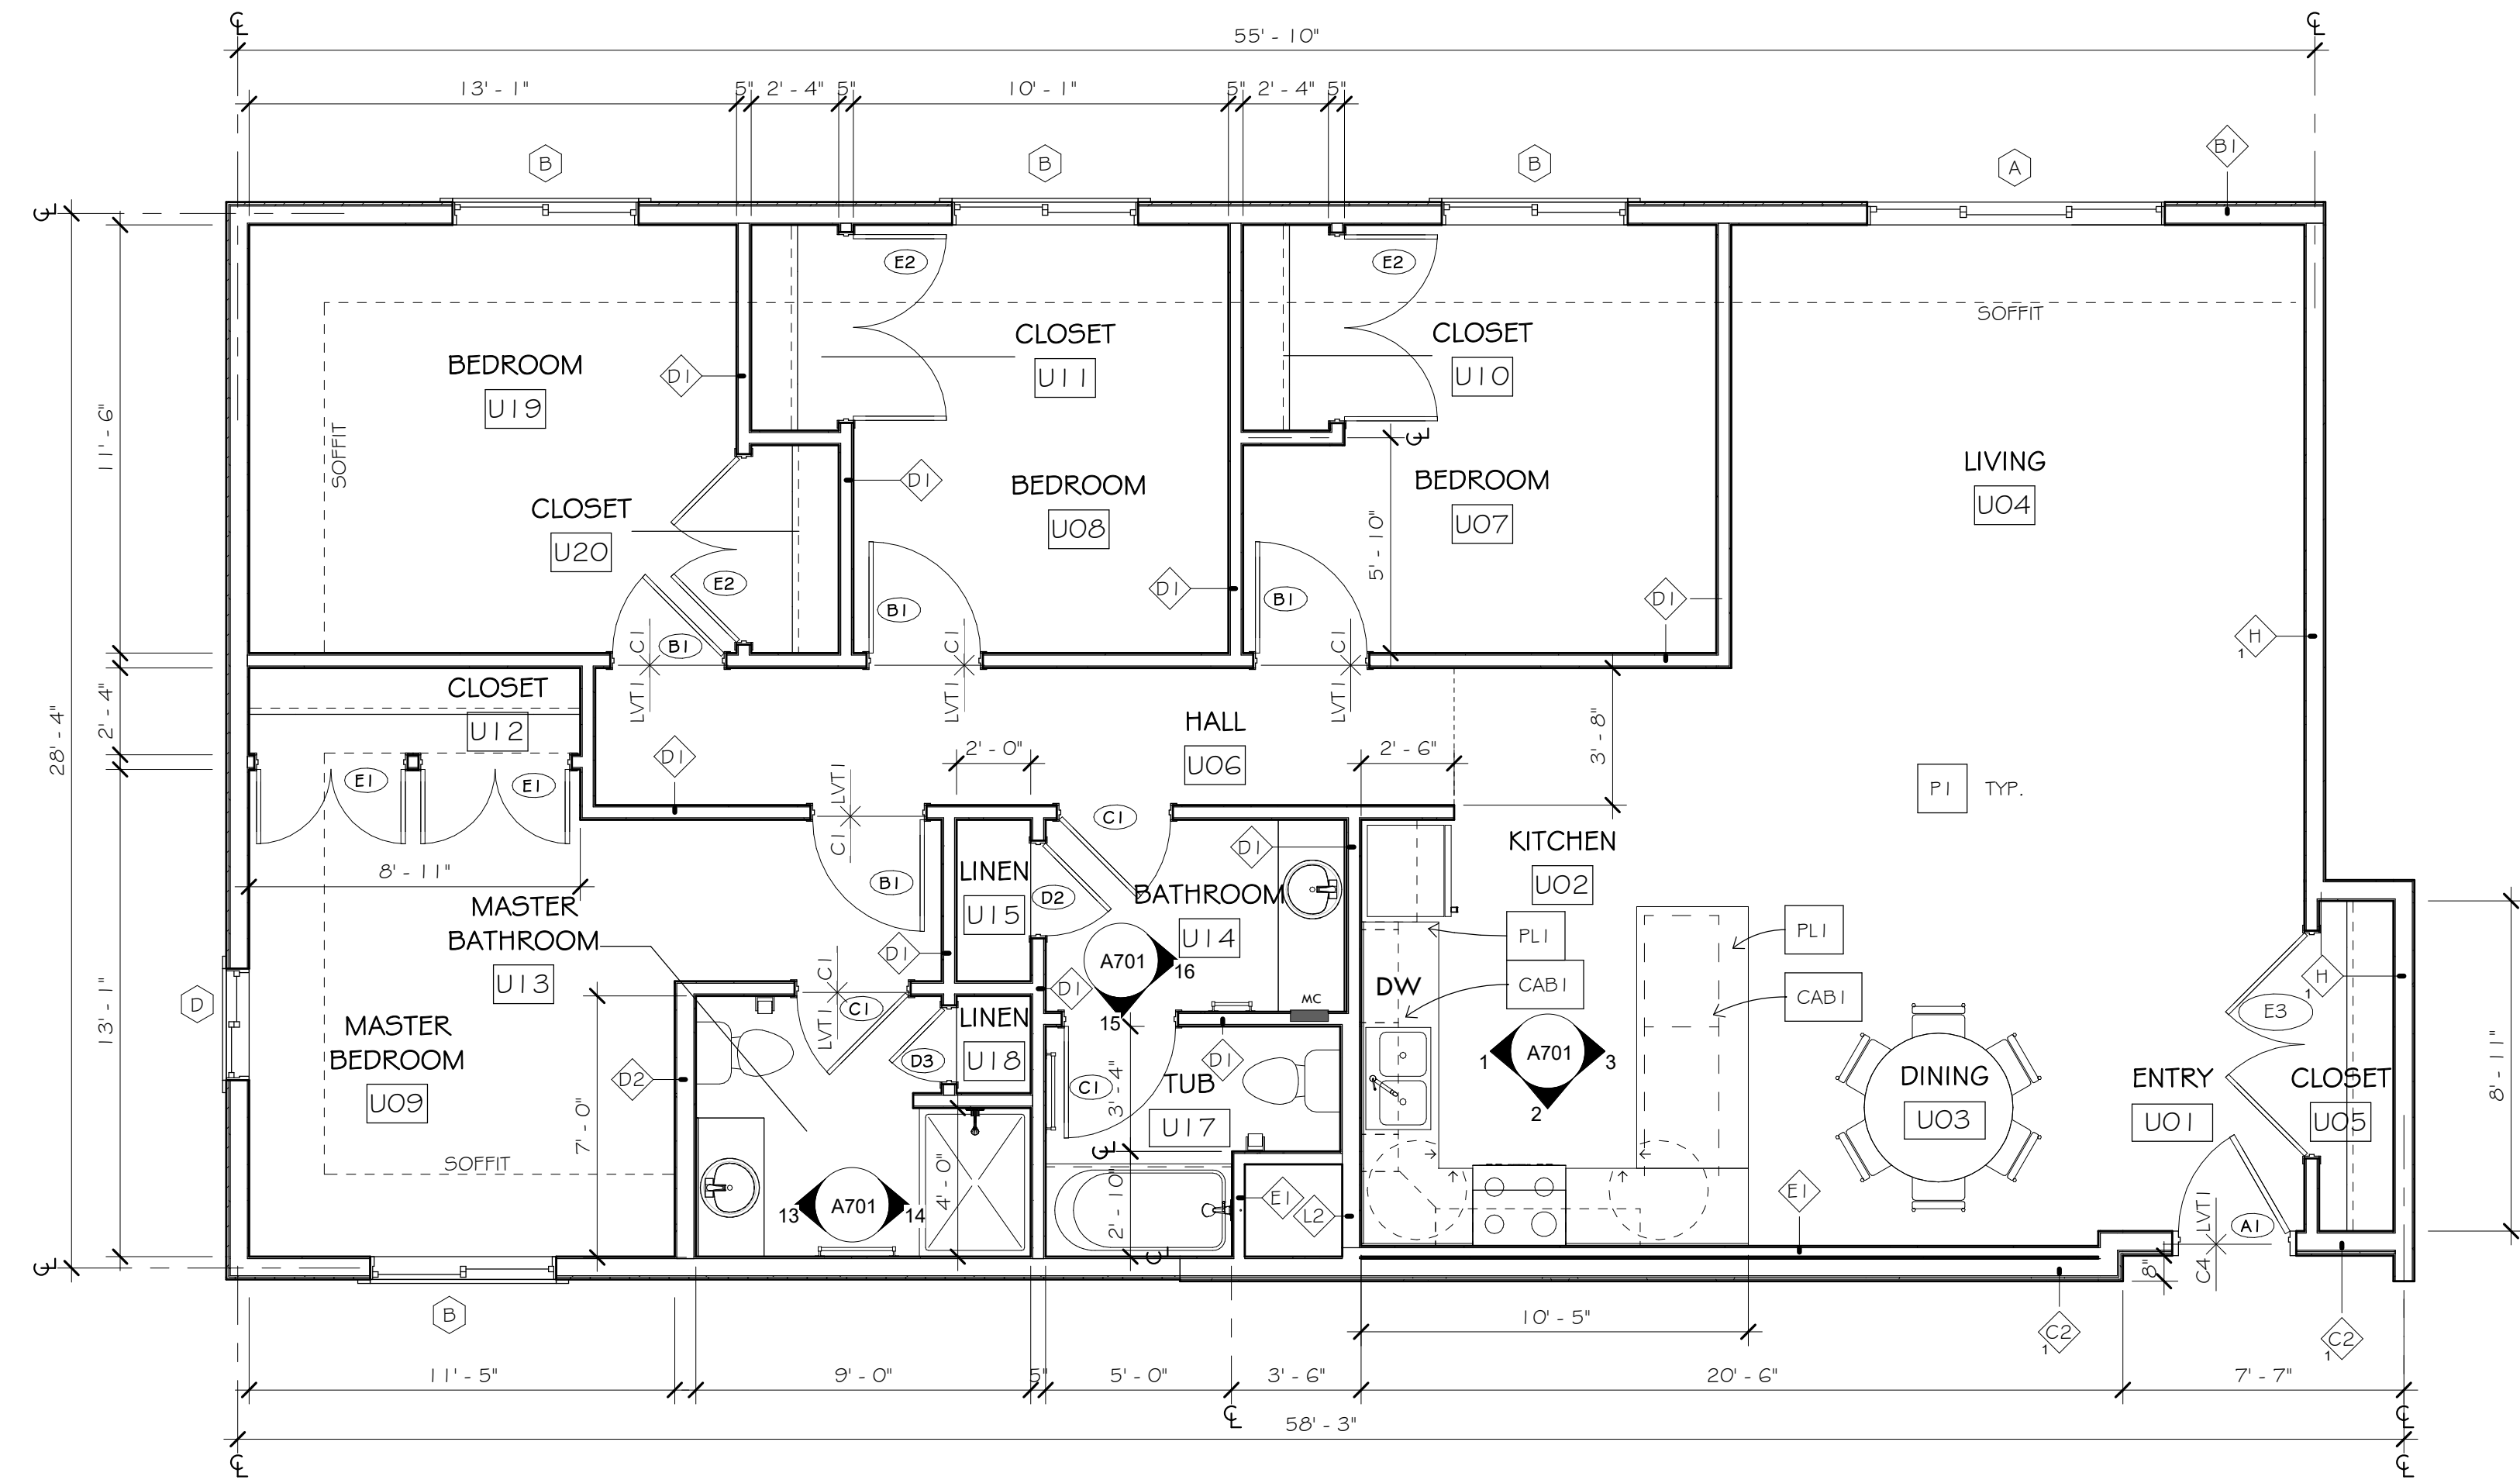 ℄
℄
55' - 10"
13' - 1"
5"
2' - 4"
5"
10' - 1"
5"
2' - 4"
5"
B
B
B
A
B1
℄
E2
E2
SOFFIT
CLOSET
U11
CLOSET
U10
BEDROOM
U19
D1
SOFFIT
11' - 6"
℄
D1
BEDROOM
U08
BEDROOM
U07
LIVING
U04
CLOSET
U20
5' - 10"
E2
B1
D1
B1
D1
B1
H
1
C1
LVT1
C1
LVT1
C1
LVT1
CLOSET
U12
2' - 4"
28' - 4"
HALL
U06
3' - 8"
D1
2' - 0"
2' - 6"
E1
E1
P1
TYP.
LVT1
C1
C1
KITCHEN
U02
D1
8' - 11"
B1
LINEN
U15
D2
BATHROOM
U14
MASTER
BATHROOM
U13
PL1
PL1
D1
A701
16
15
CAB1
CAB1
DW
H
1
E3
D
13' - 1"
C1
LVT1
C1
D1
MC
LINEN
U18
D3
MASTER
BEDROOM
U09
D2
D1
C1
3' - 4"
TUB
U17
1
A701
3
2
DINING
U03
ENTRY
U01
CLOSET
U05
8' - 11"
7' - 0"
SOFFIT
℄
13
A701
14
4' - 0"
2' - 10"
℄
E1
L2
E1
A1
LVT1
C4
8"
℄
B
10' - 5"
C2
1
C2
1
11' - 5"
9' - 0"
5"
5' - 0"
3' - 6"
20' - 6"
7' - 7"
℄
℄
58' - 3"
℄
℄